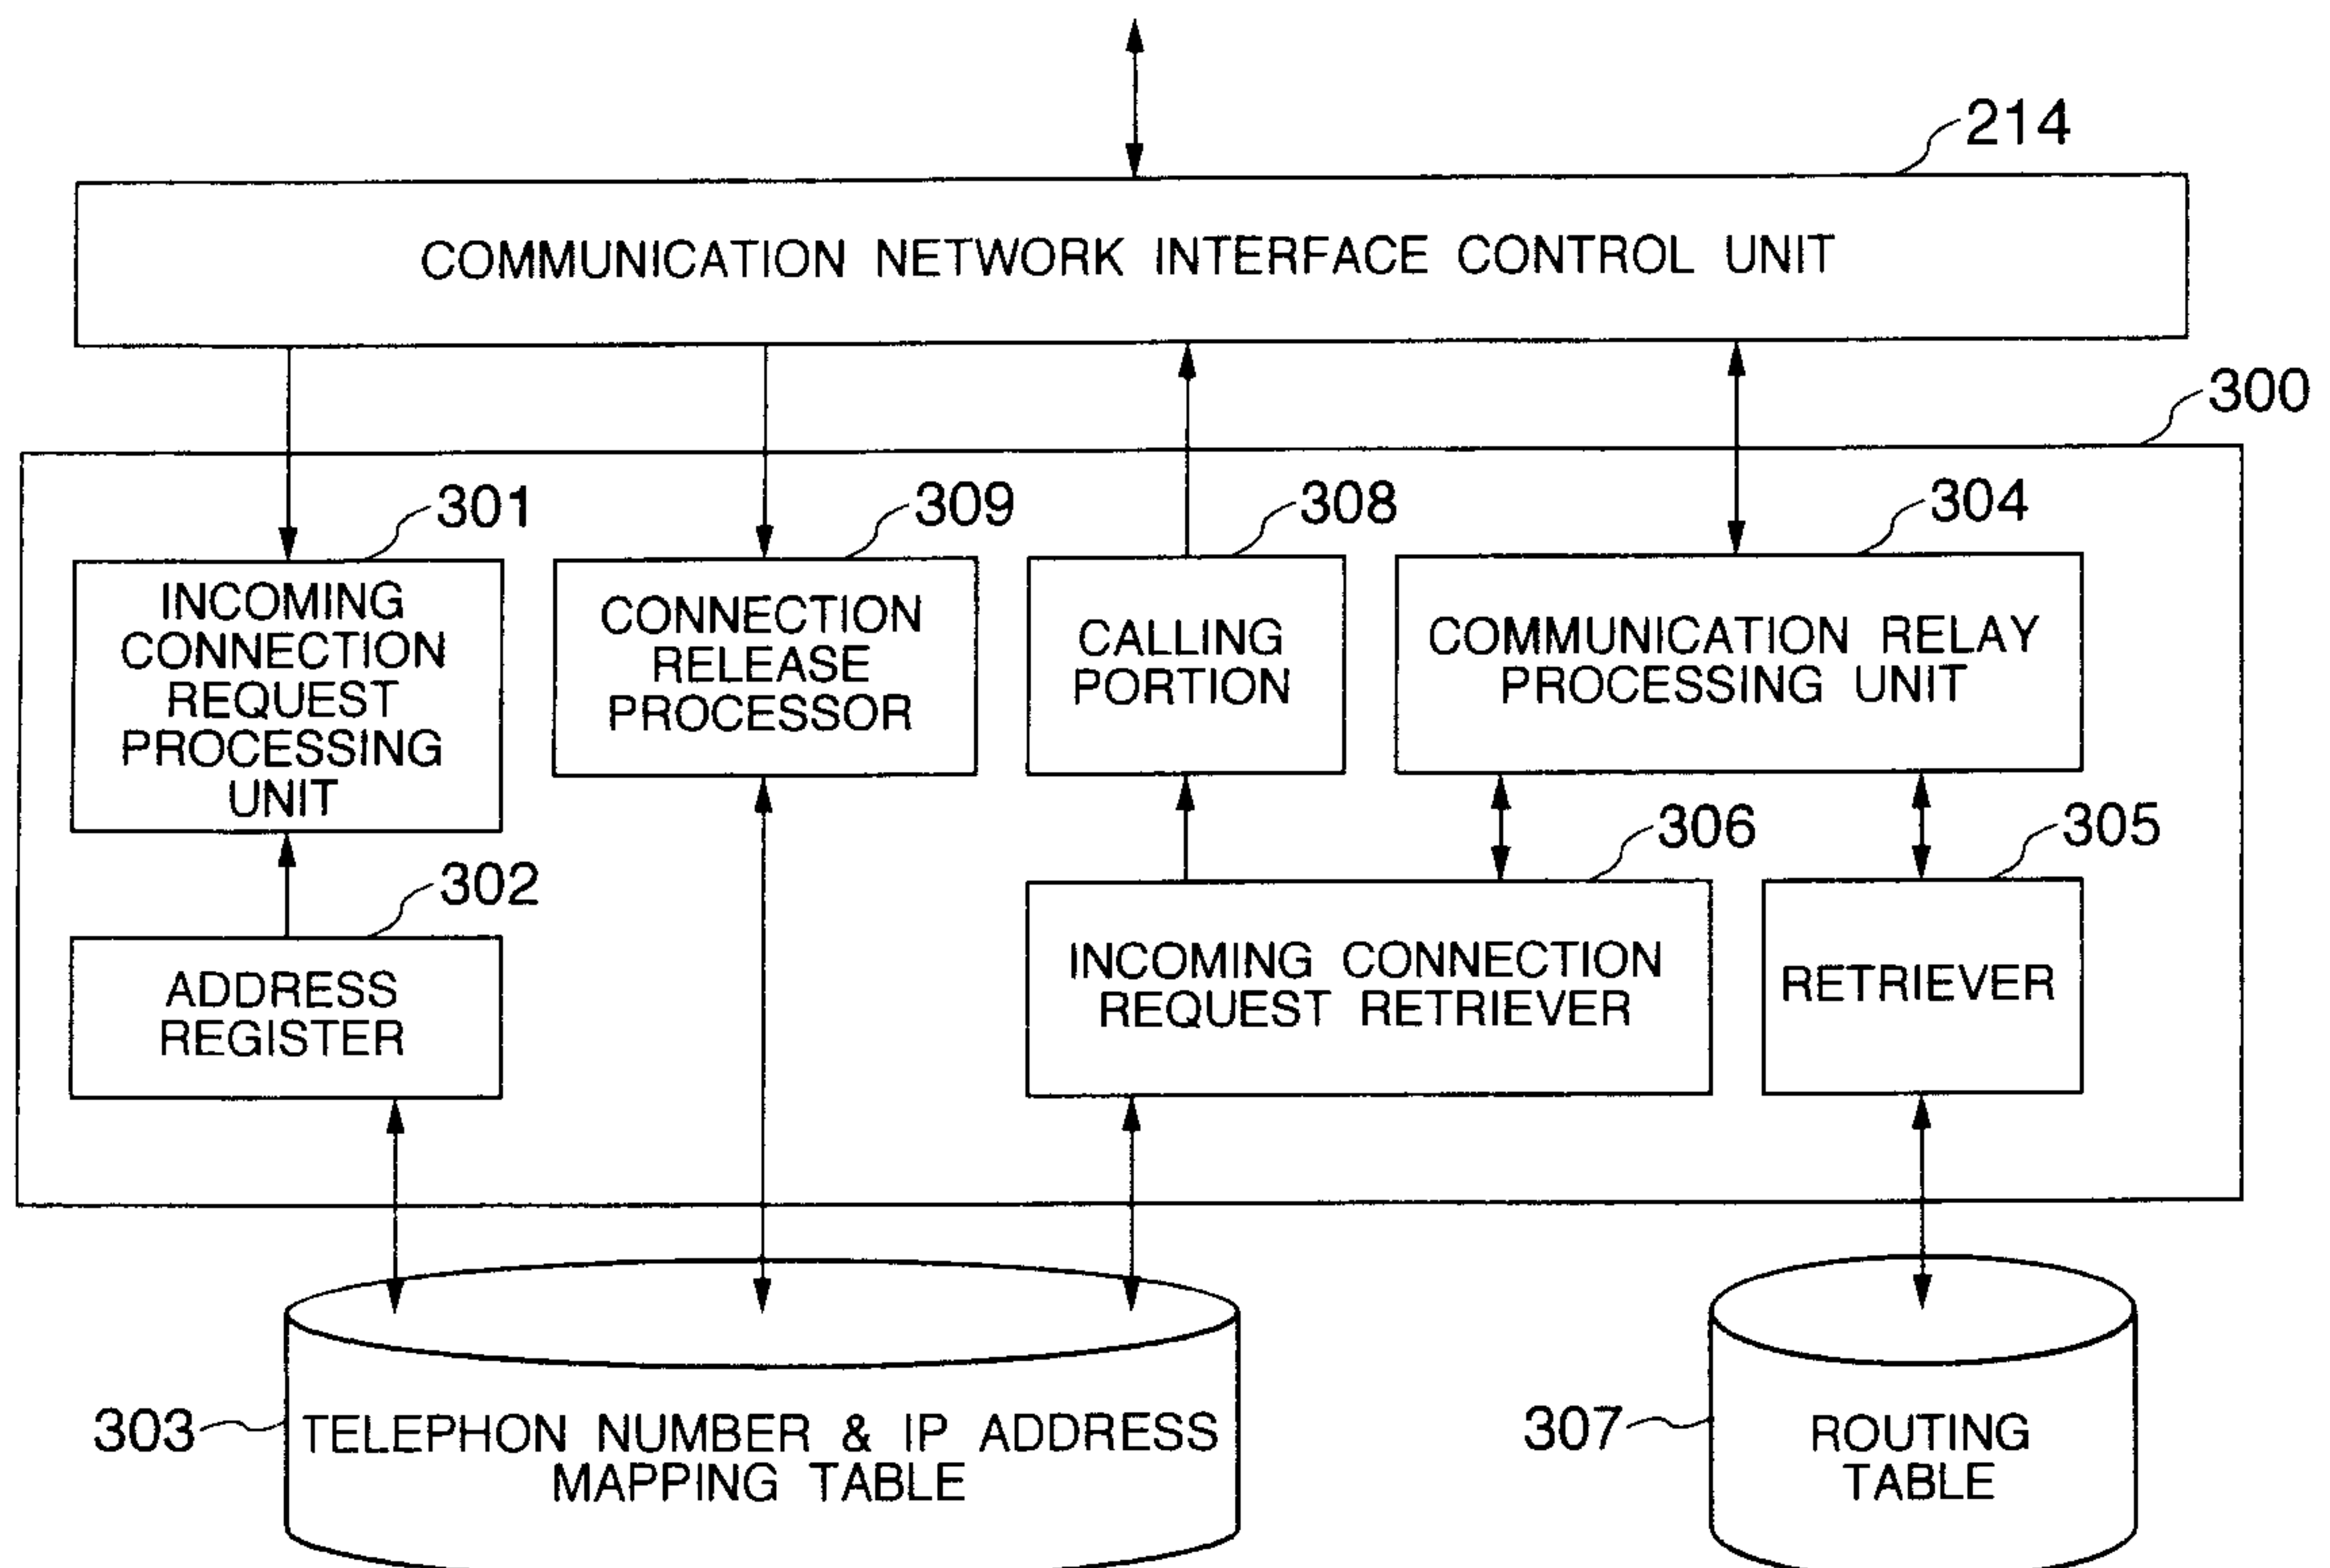 214
COMMUNICATION NETWORK INTERFACE CONTROL UNIT
300
301
INCOMING
CONNECTION
REQUEST
PROCESSING
UNIT
309
CONNECTION
RELEASE
PROCESSOR
308
CALLING
PORTION
304
COMMUNICATION RELAY
PROCESSING UNIT
302
ADDRESS
REGISTER
306
INCOMING CONNECTION
REQUEST RETRIEVER
305
RETRIEVER
303
TELEPHON NUMBER & IP ADDRESS
MAPPING TABLE
307
ROUTING
TABLE